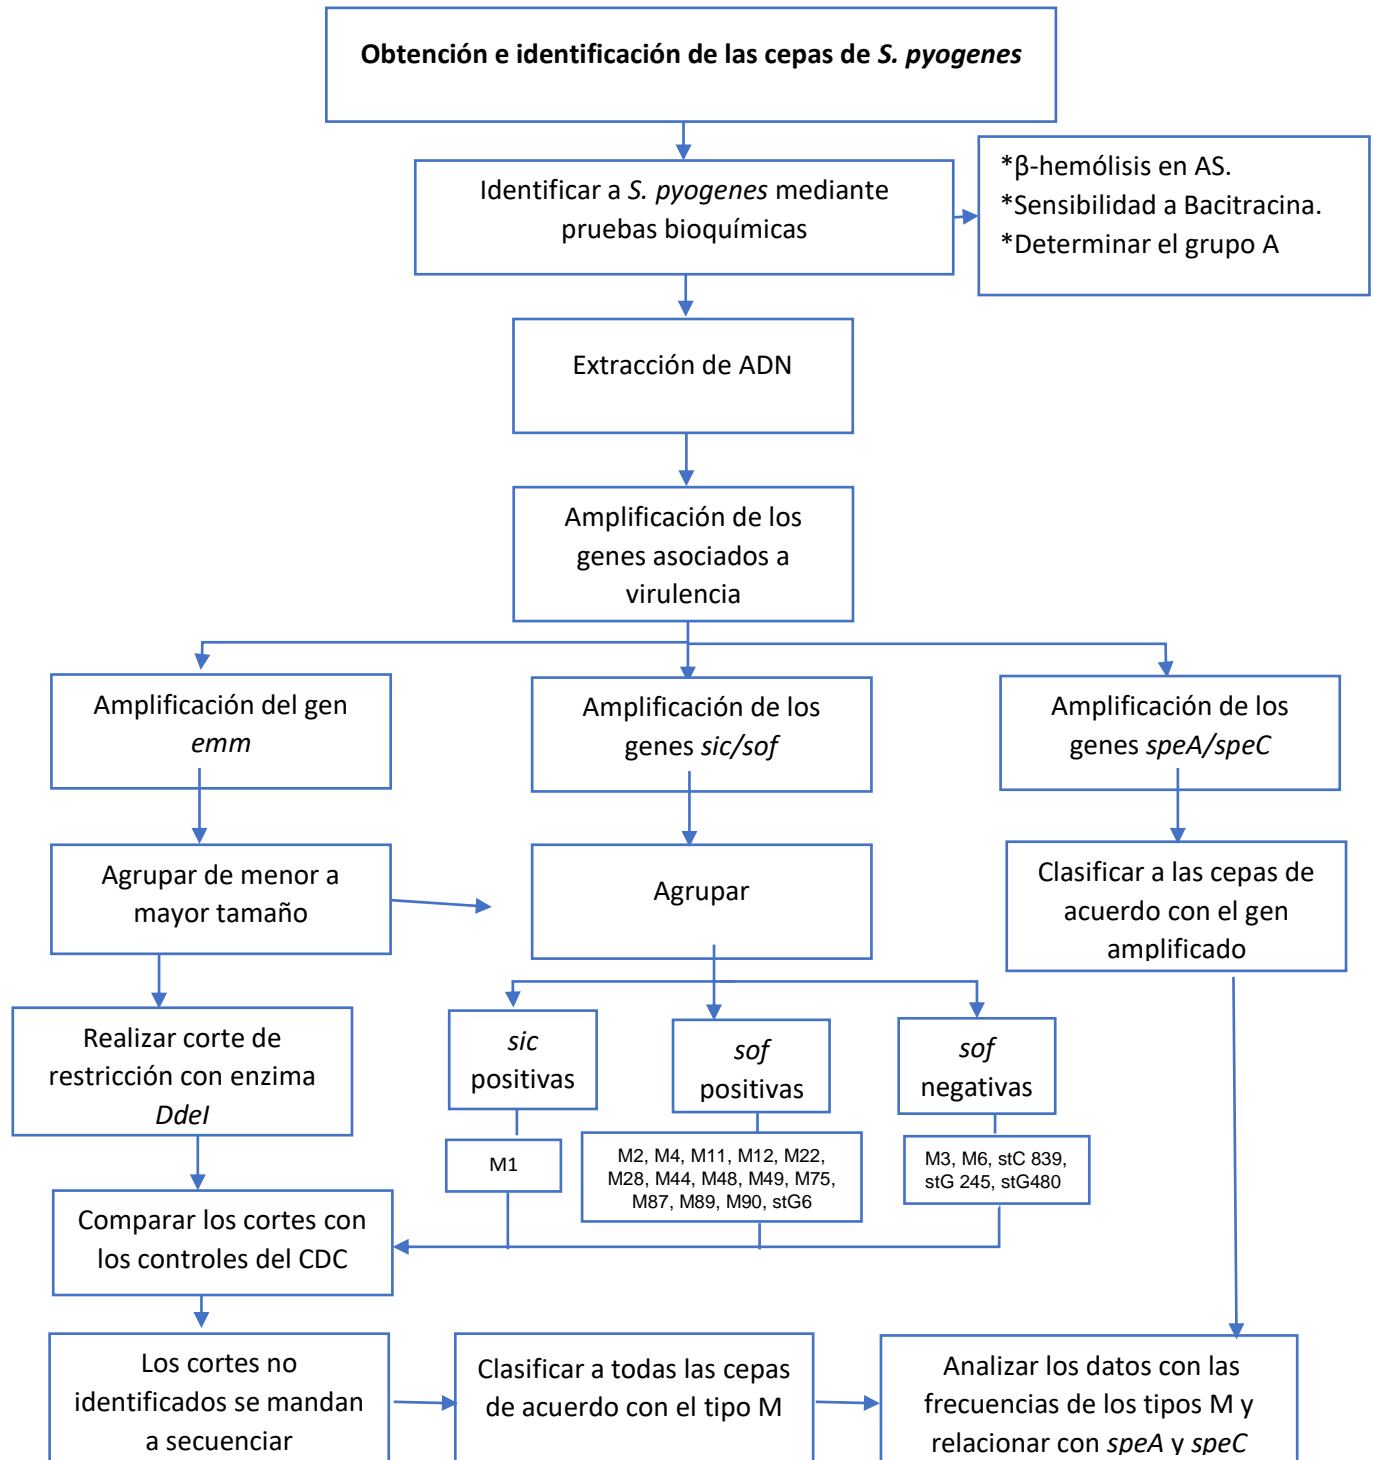 Obtención e identificación de las cepas de S. pyogenes
Identificar a S. pyogenes mediante
pruebas bioquímicas
*β-hemólisis en AS.
*Sensibilidad a Bacitracina.
*Determinar el grupo A
Extracción de ADN
Amplificación de los
genes asociados a
virulencia
Amplificación del gen
emm
Amplificación de los
genes sic/sof
Amplificación de los
genes speA/speC
Agrupar de menor a
mayor tamaño
Agrupar
Clasificar a las cepas de
acuerdo con el gen
amplificado
Realizar corte de
restricción con enzima
DdeI
sic
positivas
sof
positivas
sof
negativas
M1
M2, M4, M11, M12, M22,
M28, M44, M48, M49, M75,
M87, M89, M90, stG6
M3, M6, stC 839,
stG 245, stG480
Comparar los cortes con
los controles del CDC
Los cortes no
identificados se mandan
a secuenciar
Clasificar a todas las cepas
de acuerdo con el tipo M
Analizar los datos con las
frecuencias de los tipos M y
relacionar con speA y speC